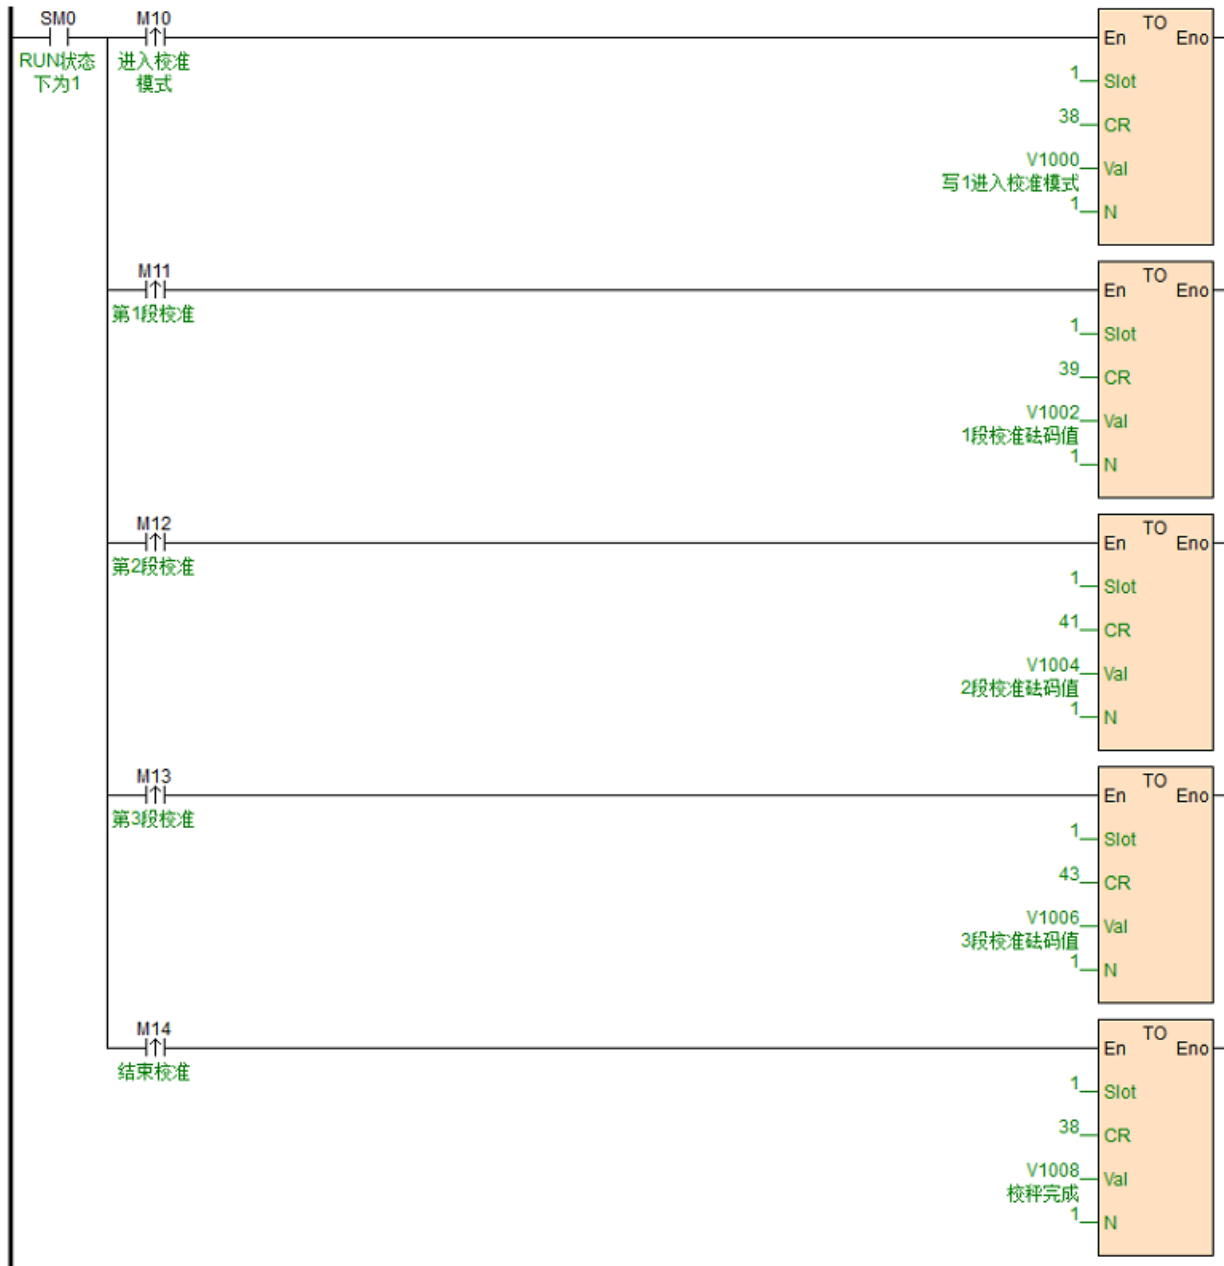 SM0
M10
RUN状态
下为1
进入校准
模式
TO
En
Eno
1
Slot
38
CR
V1000
写1进入校准模式
Val
1
N
M11
第1段校准
TO
En
Eno
1
Slot
39
CR
V1002
1段校准砝码值
Val
1
N
M12
第2段校准
TO
En
Eno
1
Slot
41
CR
V1004
2段校准砝码值
Val
1
N
M13
第3段校准
TO
En
Eno
1
Slot
43
CR
V1006
3段校准砝码值
Val
1
N
M14
结束校准
TO
En
Eno
1
Slot
38
CR
V1008
校秤完成
Val
1
N